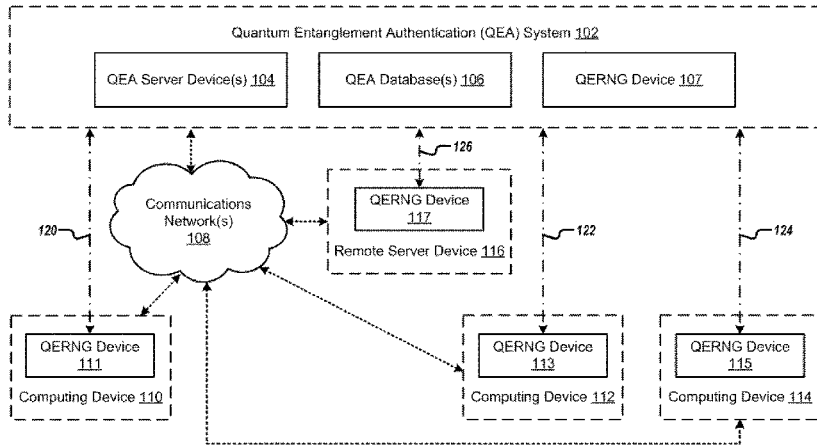 Quantum Entanglement Authentication (QEA) System 102
QEA Server Device(s) 104
QEA Database(s) 106
QERNG Device 107
126
Communications
Network(s)
108
QERNG Device
117
Remote Server Device 116
120
122
124
QERNG Device
111
Computing Device 110
QERNG Device
113
Computing Device 112
QERNG Device
115
Computing Device 114